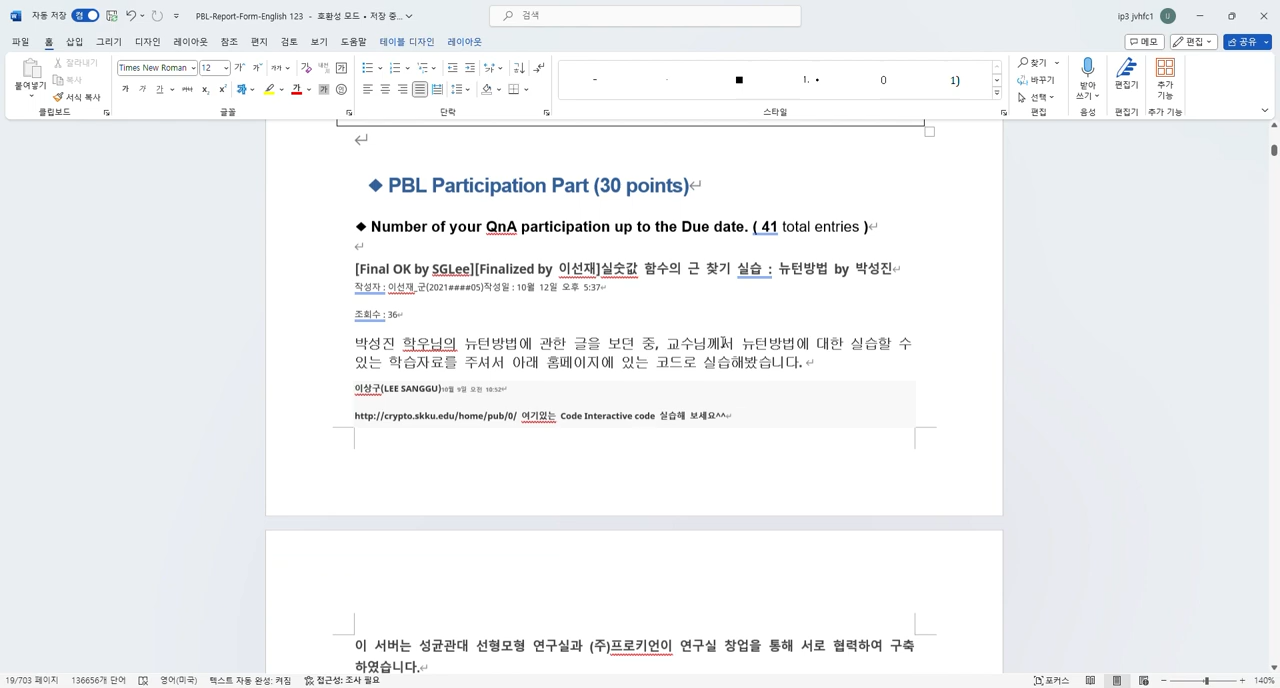 자동 저장 켬 PBL-Report-Form-English 123 - 호환성 모드 • 저장 중... 검색 ip3 jvhfc1 U
파일 홈 삽입 그리기 디자인 레이아웃 참조 편지 검토 보기 도움말 테이블 디자인 레이아웃 메모 편집 공유
붙여넣기 잘라내기 복사 서식 복사 클립보드
Times New Roman 12 글꼴
단락
- ■ 1. • 0 1) 스타일
찾기 바꾸기 선택 편집
받아쓰기 음성
편집기 편집기
추가 기능 추가 기능
◆ PBL Participation Part (30 points)
◆ Number of your QnA participation up to the Due date. ( 41 total entries )
[Final OK by SGLee][Finalized by 이선재]실숫값 함수의 근 찾기 실습 : 뉴턴방법 by 박성진
작성자 : 이선재_군(2021####05)작성일 : 10월 12일 오후 5:37
조회수 : 36
박성진 학우님의 뉴턴방법에 관한 글을 보던 중, 교수님께서 뉴턴방법에 대한 실습할 수
있는 학습자료를 주셔서 아래 홈페이지에 있는 코드로 실습해봤습니다.
이상구(LEE SANGGU)10월 9일 오전 10:52
http://crypto.skku.edu/home/pub/0/ 여기있는 Code Interactive code 실습해 보세요^^
이 서버는 성균관대 선형모형 연구실과 (주)프로키언이 연구실 창업을 통해 서로 협력하여 구축
하였습니다.
19/703 페이지 136656개 단어 영어(미국) 텍스트 자동 완성: 켜짐 접근성: 조사 필요 포커스 140%